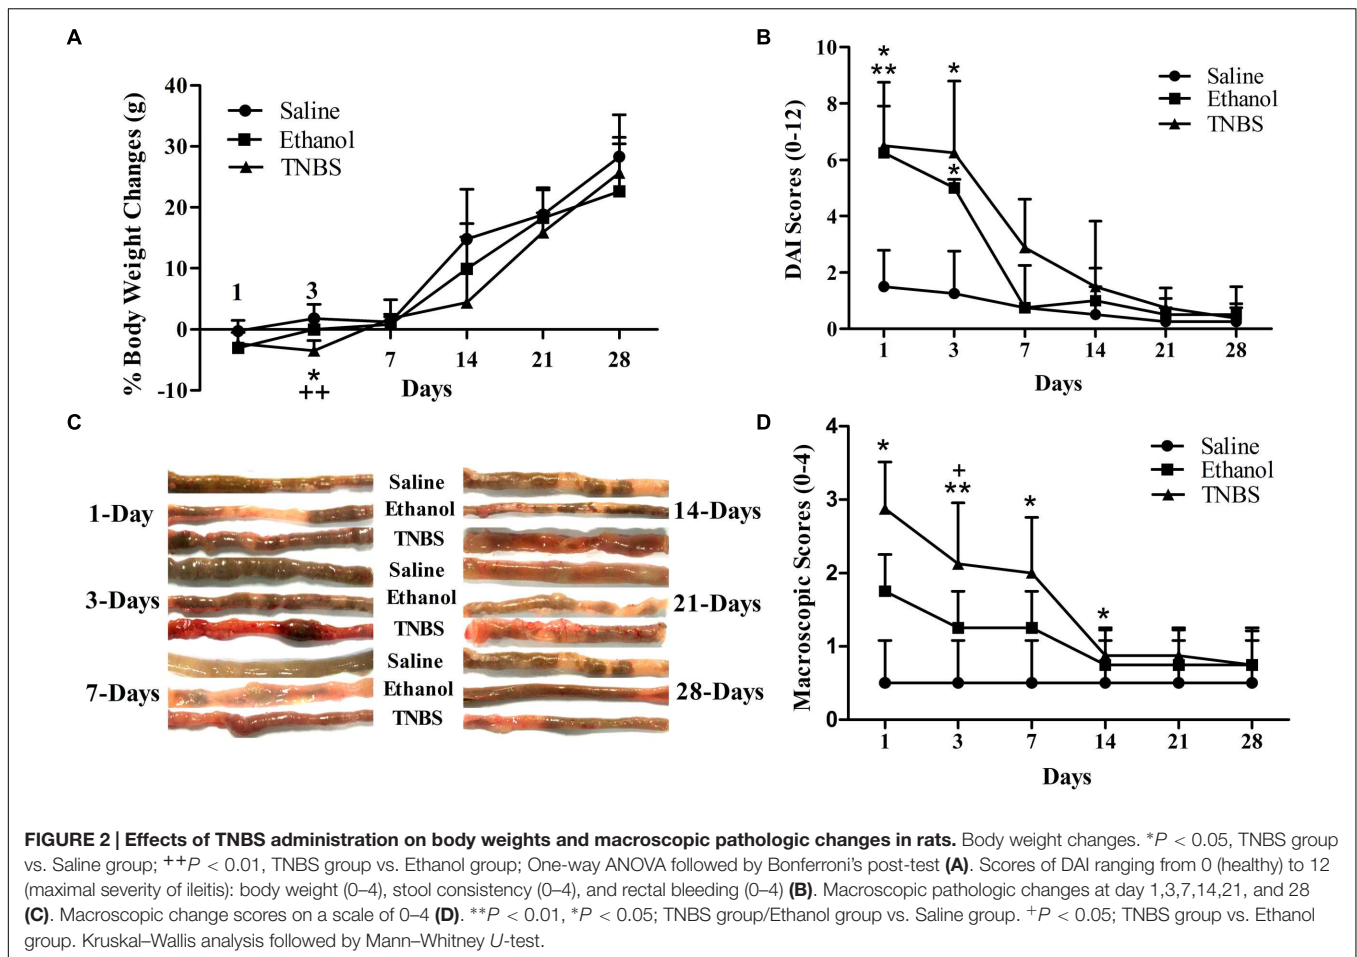 A
% Body Weight Changes (g)
40
30
20
10
0
-10
Saline
Ethanol
TNBS
1
3
*
++
7
14
21
28
Days
B
DAI Scores (0-12)
10
8
6
4
2
0
*
**
*
*
Saline
Ethanol
TNBS
1
3
7
14
21
28
Days
C
1-Day
Saline
Ethanol
TNBS
3-Days
Saline
Ethanol
TNBS
7-Days
Saline
Ethanol
TNBS
14-Days
21-Days
28-Days
D
Macroscopic Scores (0-4)
4
3
2
1
0
*
+
**
*
*
Saline
Ethanol
TNBS
1
3
7
14
21
28
Days
FIGURE 2 | Effects of TNBS administration on body weights and macroscopic pathologic changes in rats. Body weight changes. *P < 0.05, TNBS group
vs. Saline group; ++P < 0.01, TNBS group vs. Ethanol group; One-way ANOVA followed by Bonferroni's post-test (A). Scores of DAI ranging from 0 (healthy) to 12
(maximal severity of ileitis): body weight (0–4), stool consistency (0–4), and rectal bleeding (0–4) (B). Macroscopic pathologic changes at day 1,3,7,14,21, and 28
(C). Macroscopic change scores on a scale of 0–4 (D). **P < 0.01, *P < 0.05; TNBS group/Ethanol group vs. Saline group. +P < 0.05; TNBS group vs. Ethanol
group. Kruskal–Wallis analysis followed by Mann–Whitney U-test.